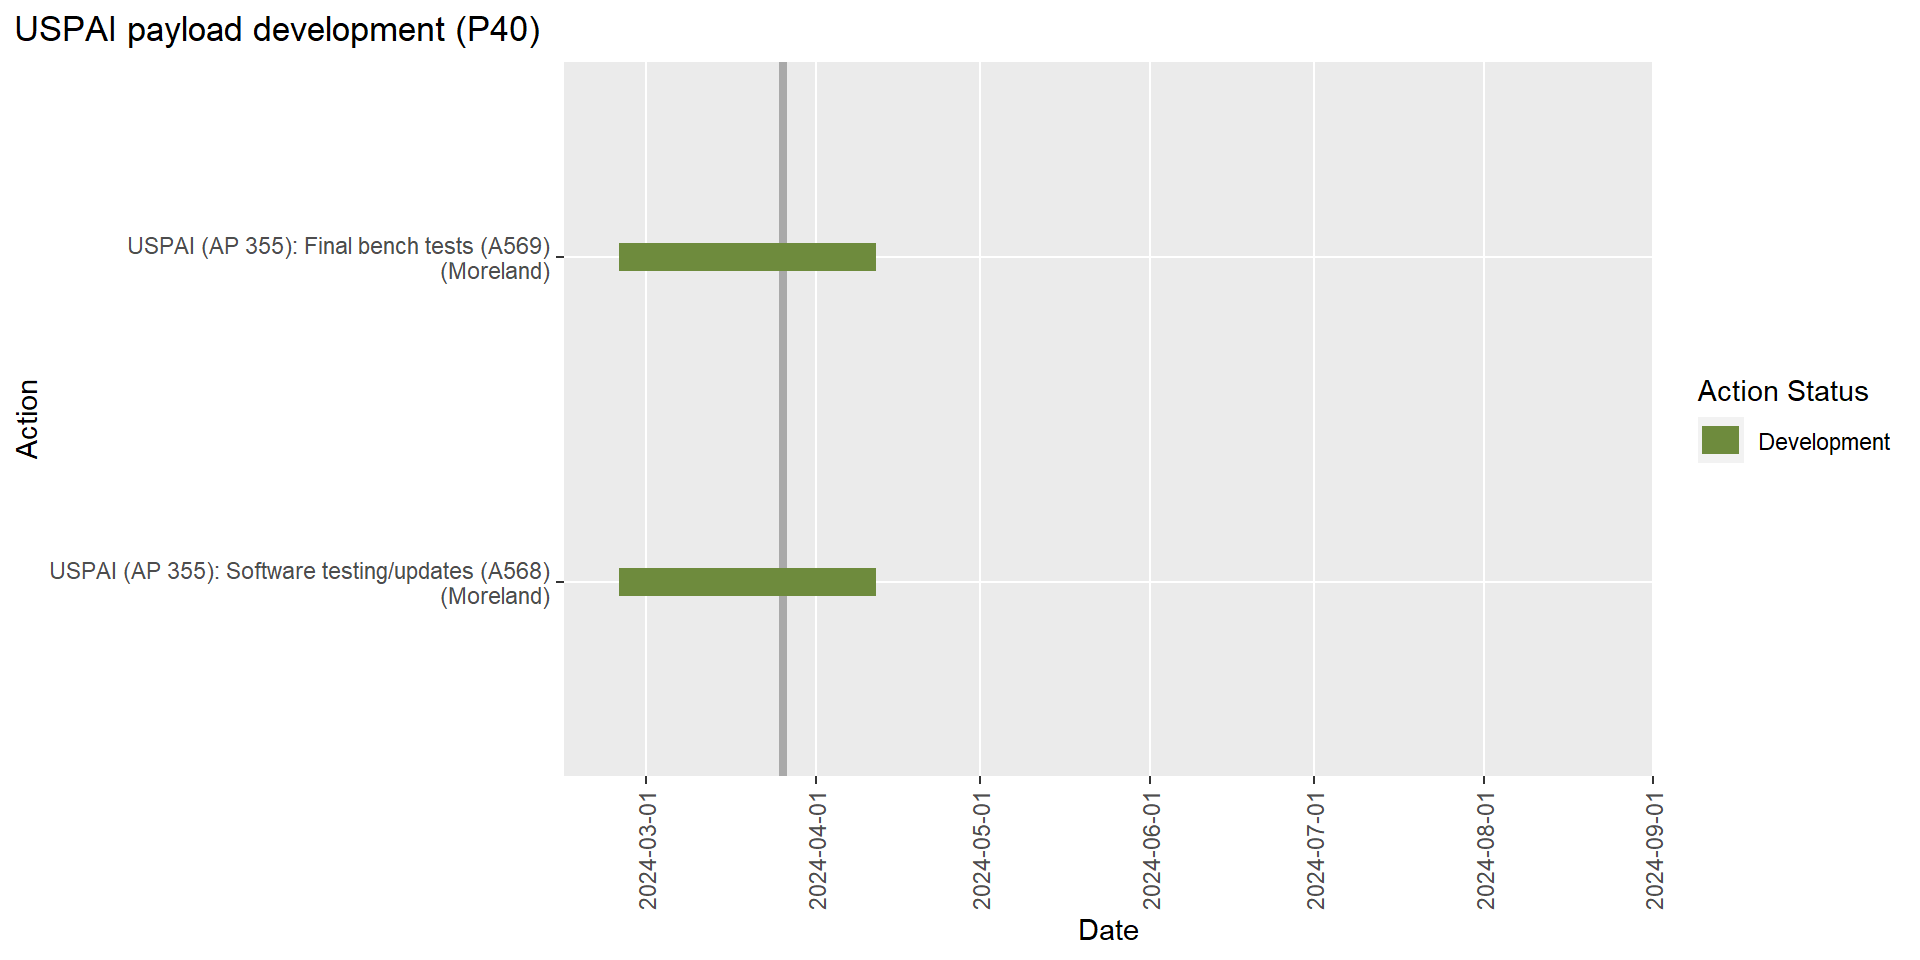 USPAI payload development (P40)
USPAI (AP 355): Final bench tests (A569)
(Moreland)
USPAI (AP 355): Software testing/updates (A568)
(Moreland)
Action
2024-03-01
2024-04-01
2024-05-01
2024-06-01
2024-07-01
2024-08-01
2024-09-01
Date
Action Status
Development